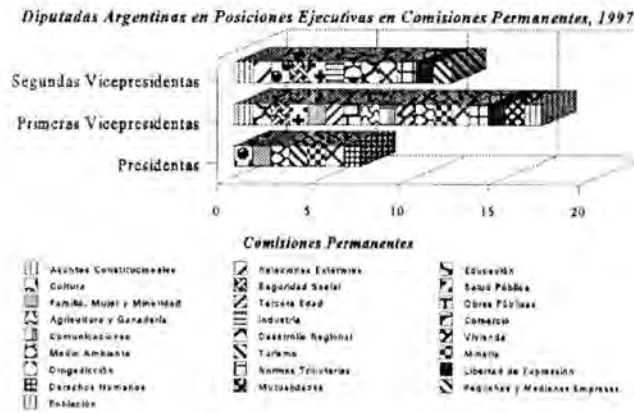 Diputadas Argentinas en Posiciones Ejecutivas en Comisiones Permanentes, 1997
Segundas Vicepresidentas
Primeras Vicepresidentas
Presidentas
0 5 10 15 20
Comisiones Permanentes
Asuntos Constitucionales
Cultura
Familia, Mujer y Minoridad
Agricultura y Ganadería
Comunicaciones
Medio Ambiente
Drogadicción
Derechos Humanos
Población
Relaciones Exteriores
Seguridad Social
Tercera Edad
Industria
Desarrollo Regional
Turismo
Normas Tributarias
Mutualidades
Educación
Salud Pública
Obras Públicas
Comercio
Vivienda
Minería
Libertad de Expresión
Pequeñas y Medianas Empresas